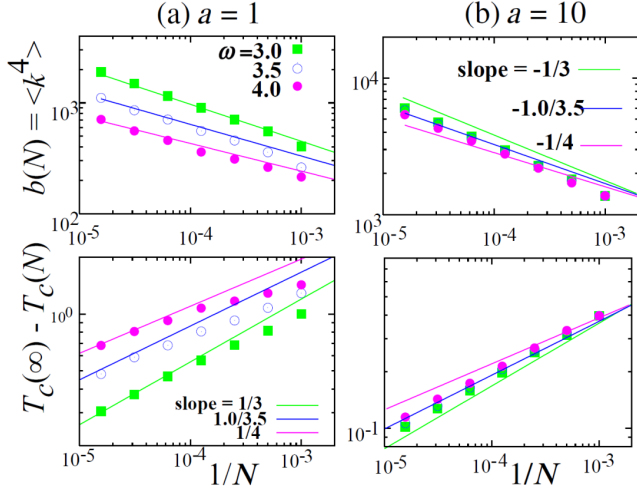 (a) a = 1
(b) a = 10
b(N) = <k⁴>
10³
10²
ω = 3.0
3.5
4.0
10⁻⁵
10⁻⁴
10⁻³
10⁴
10³
slope = -1/3
-1.0/3.5
-1/4
10⁻⁵
10⁻⁴
10⁻³
T_c(∞) - T_c(N)
10⁰
slope = 1/3
1.0/3.5
1/4
10⁻⁵
10⁻⁴
10⁻³
1/N
10⁻¹
10⁻⁵
10⁻⁴
10⁻³
1/N